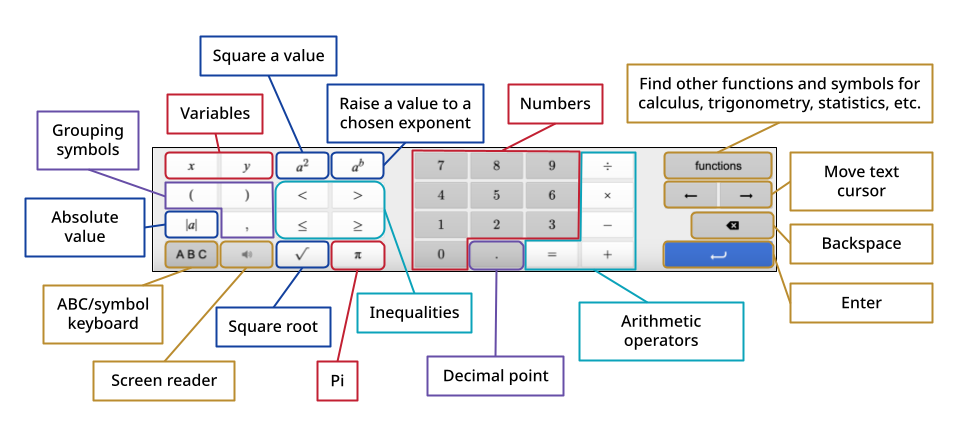 Square a value
Find other functions and symbols for
calculus, trigonometry, statistics, etc.
Variables
Raise a value to a
chosen exponent
Numbers
Grouping
symbols
x y a² aᵇ 7 8 9 ÷ functions
( ) < > 4 5 6 × ← →
Move text
cursor
Absolute
value
|a| , ≤ ≥ 1 2 3 −
Backspace
A B C √ π 0 . = +
ABC/symbol
keyboard
Square root
Inequalities
Arithmetic
operators
Enter
Screen reader
Pi
Decimal point